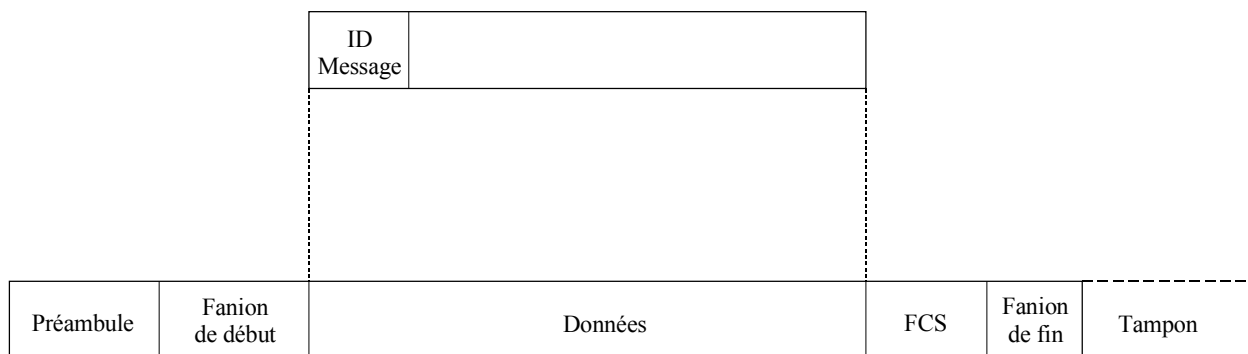 ID
Message
Préambule
Fanion
de début
Données
FCS
Fanion
de fin
Tampon